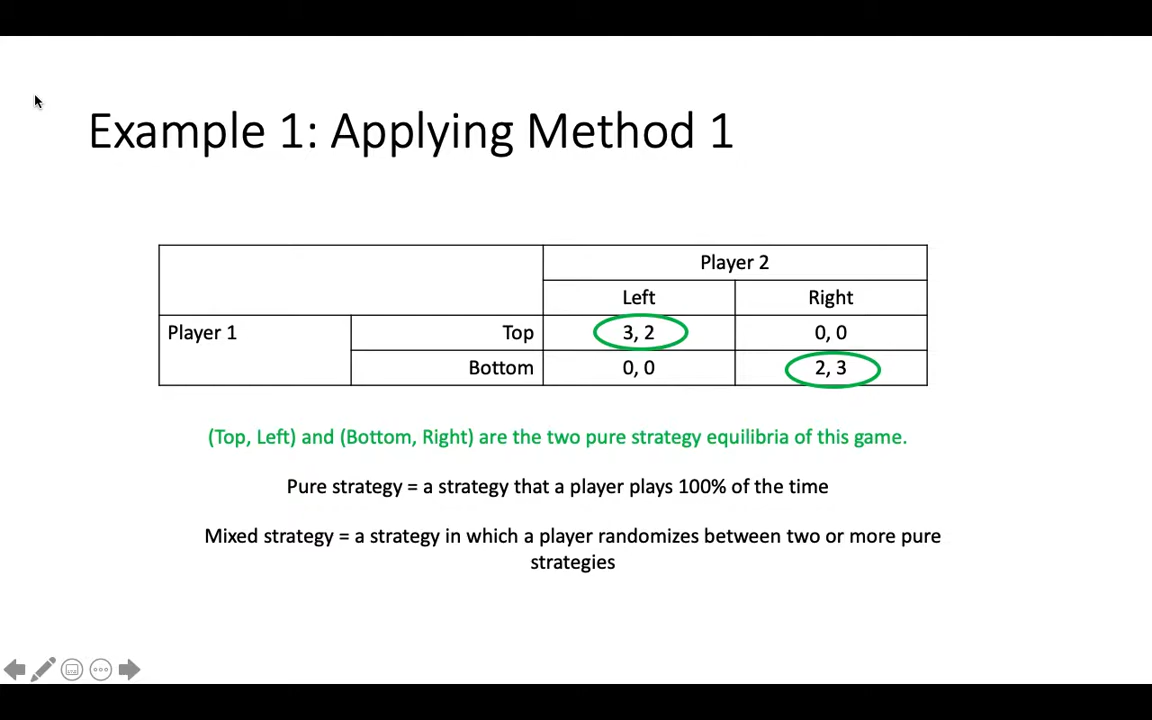 Example 1: Applying Method 1
Player 2
Left Right
Player 1 Top 3, 2 0, 0
Bottom 0, 0 2, 3
(Top, Left) and (Bottom, Right) are the two pure strategy equilibria of this game.
Pure strategy = a strategy that a player plays 100% of the time
Mixed strategy = a strategy in which a player randomizes between two or more pure
strategies